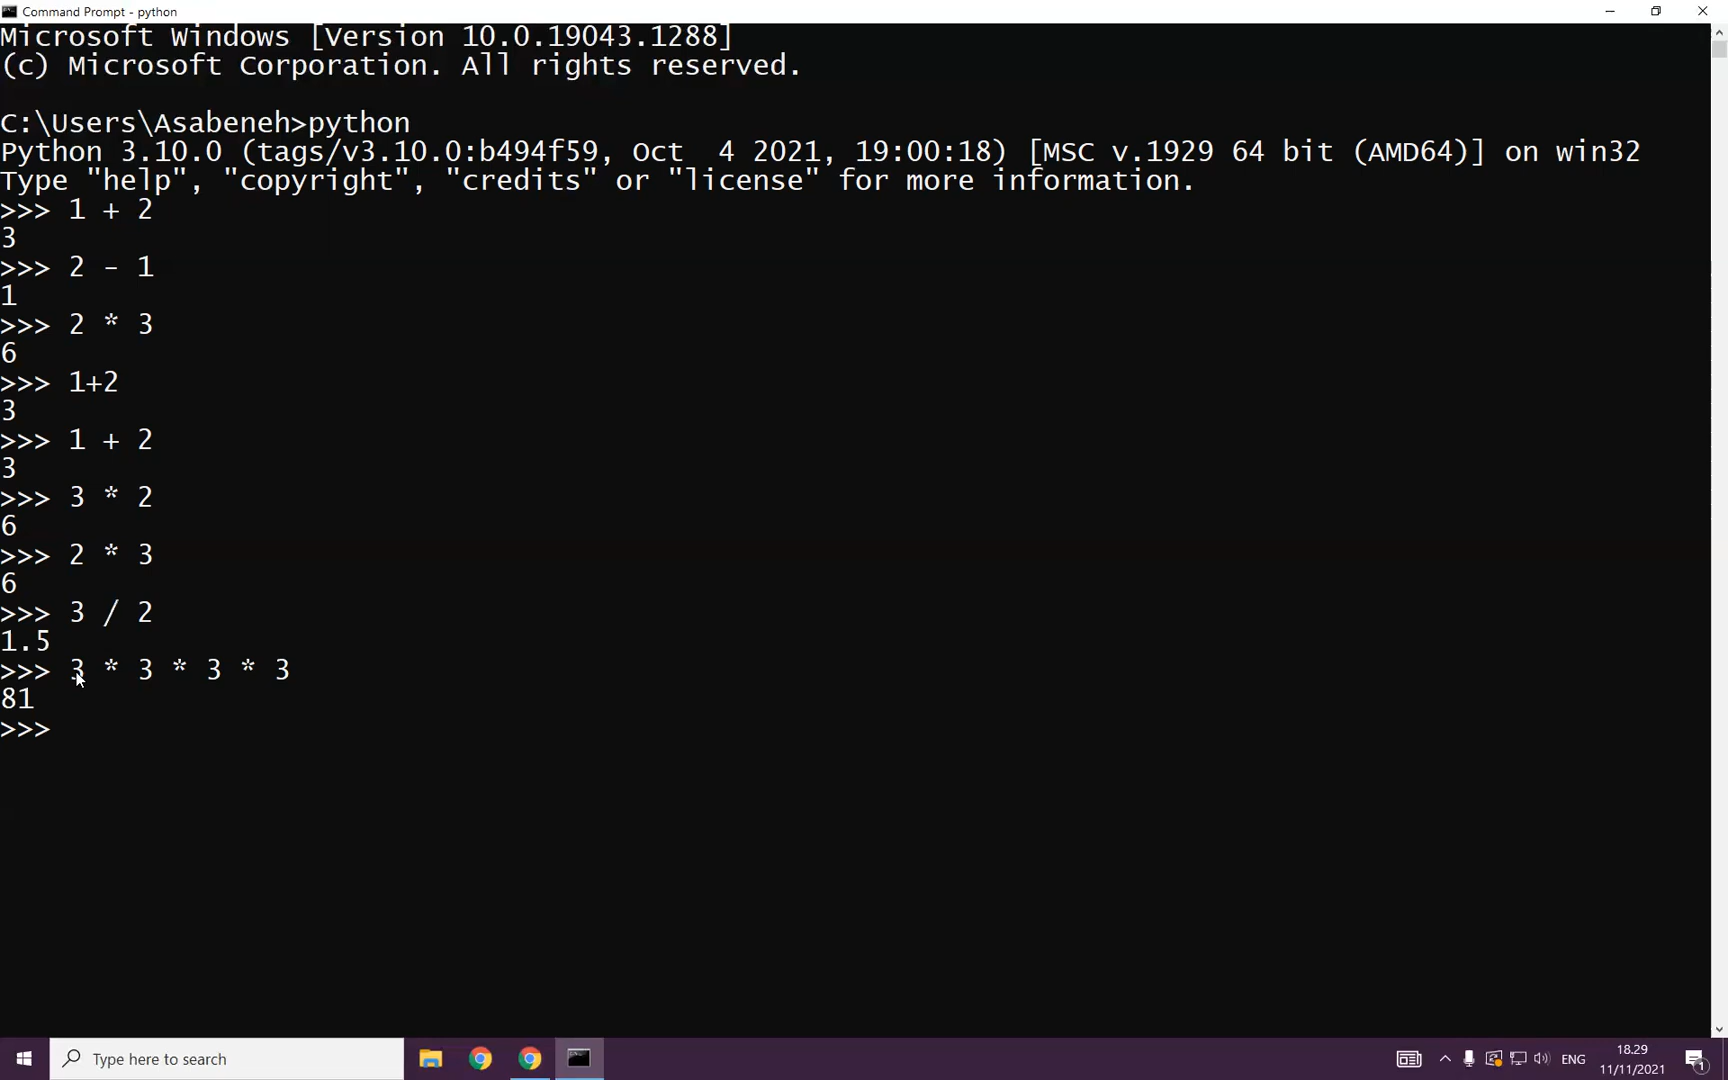 Command Prompt - python
Microsoft Windows [Version 10.0.19043.1288]
(c) Microsoft Corporation. All rights reserved.
C:\Users\Asabeneh>python
Python 3.10.0 (tags/v3.10.0:b494f59, Oct  4 2021, 19:00:18) [MSC v.1929 64 bit (AMD64)] on win32
Type "help", "copyright", "credits" or "license" for more information.
>>> 1 + 2
3
>>> 2 - 1
1
>>> 2 * 3
6
>>> 1+2
3
>>> 1 + 2
3
>>> 3 * 2
6
>>> 2 * 3
6
>>> 3 / 2
1.5
>>> 3 * 3 * 3 * 3
81
>>>
Type here to search
ENG
18.29
11/11/2021
1